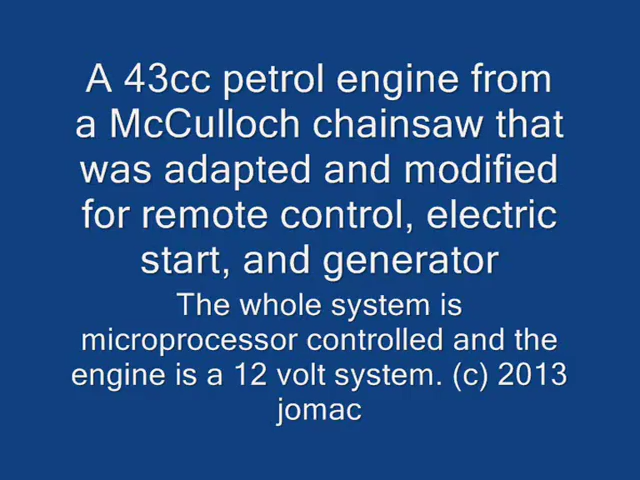 A 43cc petrol engine from
a McCulloch chainsaw that
was adapted and modified
for remote control, electric
start, and generator
The whole system is
microprocessor controlled and the
engine is a 12 volt system. (c) 2013
jomac